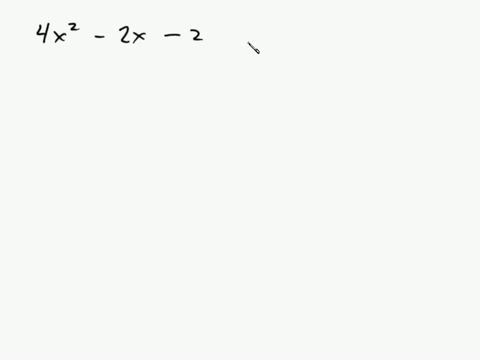 4x² - 2x - 2